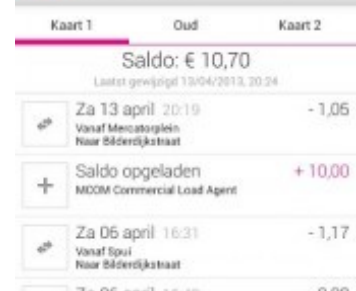 Kaart 1 Oud Kaart 2
Saldo: € 10,70
Laatst gewijzigd 13/04/2013, 20:24
Za 13 april 20:19 - 1,05
Vanaf Mercatorplein
Naar Bilderdijkstraat
Saldo opgeladen + 10,00
MOOM Commercial Load Agent
Za 06 april 16:31 - 1,17
Vanaf Spui
Naar Bilderdijkstraat